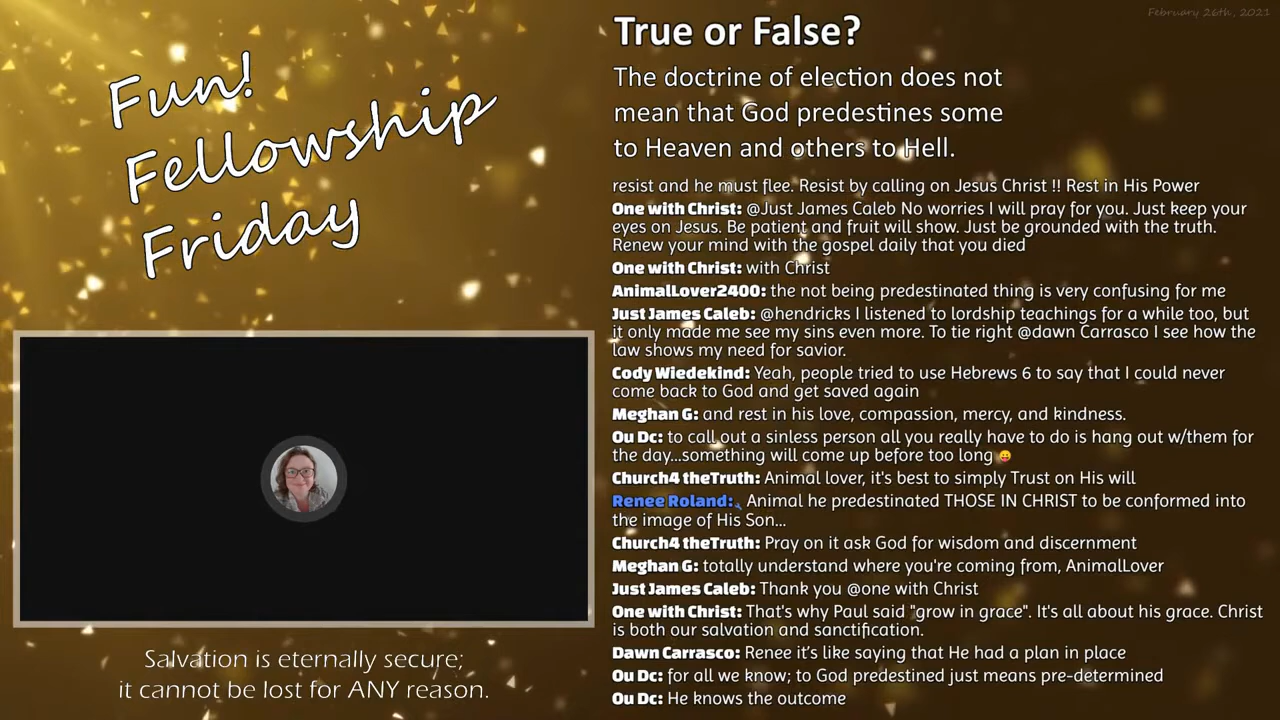 February 26th, 2021
Fun!
Fellowship
Friday
True or False?
The doctrine of election does not
mean that God predestines some
to Heaven and others to Hell.
resist and he must flee. Resist by calling on Jesus Christ !! Rest in His Power
One with Christ: @Just James Caleb No worries I will pray for you. Just keep your
eyes on Jesus. Be patient and fruit will show. Just be grounded with the truth.
Renew your mind with the gospel daily that you died
One with Christ: with Christ
AnimalLover2400: the not being predestinated thing is very confusing for me
Just James Caleb: @hendricks I listened to lordship teachings for a while too, but
it only made me see my sins even more. To tie right @dawn Carrasco I see how the
law shows my need for savior.
Cody Wiedekind: Yeah, people tried to use Hebrews 6 to say that I could never
come back to God and get saved again
Meghan G: and rest in his love, compassion, mercy, and kindness.
Ou Dc: to call out a sinless person all you really have to do is hang out w/them for
the day...something will come up before too long😛
Church4 theTruth: Animal lover, it's best to simply Trust on His will
Renee Roland: Animal he predestinated THOSE IN CHRIST to be conformed into
the image of His Son...
Church4 theTruth: Pray on it ask God for wisdom and discernment
Meghan G: totally understand where you're coming from, AnimalLover
Just James Caleb: Thank you @one with Christ
One with Christ: That's why Paul said "grow in grace". It's all about his grace. Christ
is both our salvation and sanctification.
Dawn Carrasco: Renee it’s like saying that He had a plan in place
Ou Dc: for all we know; to God predestined just means pre-determined
Ou Dc: He knows the outcome
Salvation is eternally secure;
it cannot be lost for ANY reason.